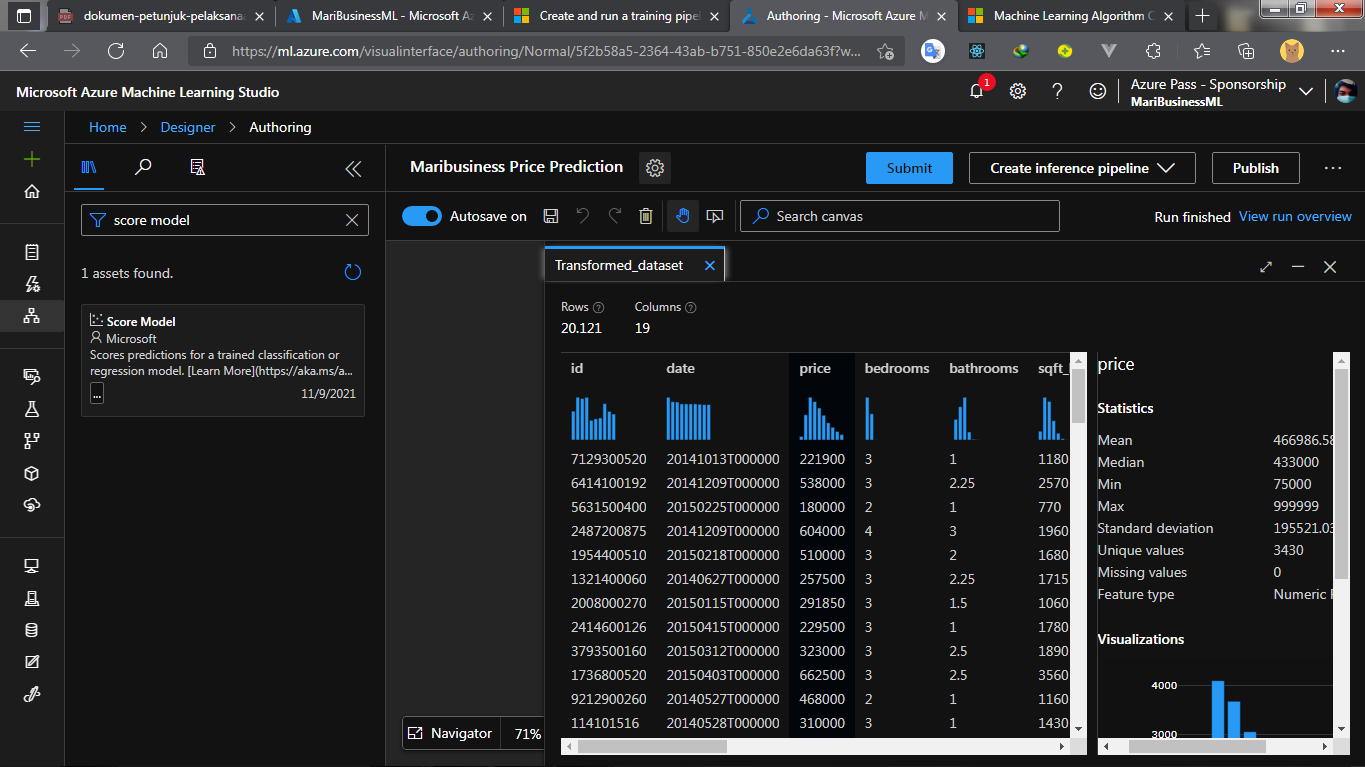 dokumen-petunjuk-pelaksana
MariBusinessML - Microsoft Az
Create and run a training pipel
Authoring - Microsoft Azure M
Machine Learning Algorithm C
https://ml.azure.com/visualinterface/authoring/Normal/5f2b58a5-2364-43ab-b751-850e2e6da63f?w...
Microsoft Azure Machine Learning Studio
1
Azure Pass - Sponsorship
MariBusinessML
Home > Designer > Authoring
Maribusiness Price Prediction
Submit
Create inference pipeline
Publish
score model
Autosave on
Search canvas
Run finished
View run overview
1 assets found.
Score Model
Microsoft
Scores predictions for a trained classification or
regression model. [Learn More](https://aka.ms/a...
...
11/9/2021
Transformed_dataset
Rows
Columns
20.121
19
id date price bedrooms bathrooms sqft_
7129300520 20141013T000000 221900 3 1 1180
6414100192 20141209T000000 538000 3 2.25 2570
5631500400 20150225T000000 180000 2 1 770
2487200875 20141209T000000 604000 4 3 1960
1954400510 20150218T000000 510000 3 2 1680
1321400060 20140627T000000 257500 3 2.25 1715
2008000270 20150115T000000 291850 3 1.5 1060
2414600126 20150415T000000 229500 3 1 1780
3793500160 20150312T000000 323000 3 2.5 1890
1736800520 20150403T000000 662500 3 2.5 3560
9212900260 20140527T000000 468000 2 1 1160
114101516 20140528T000000 310000 3 1 1430
price
Statistics
Mean 466986.58
Median 433000
Min 75000
Max 999999
Standard deviation 195521.03
Unique values 3430
Missing values 0
Feature type Numeric
Visualizations
4000
3000
Navigator
71%